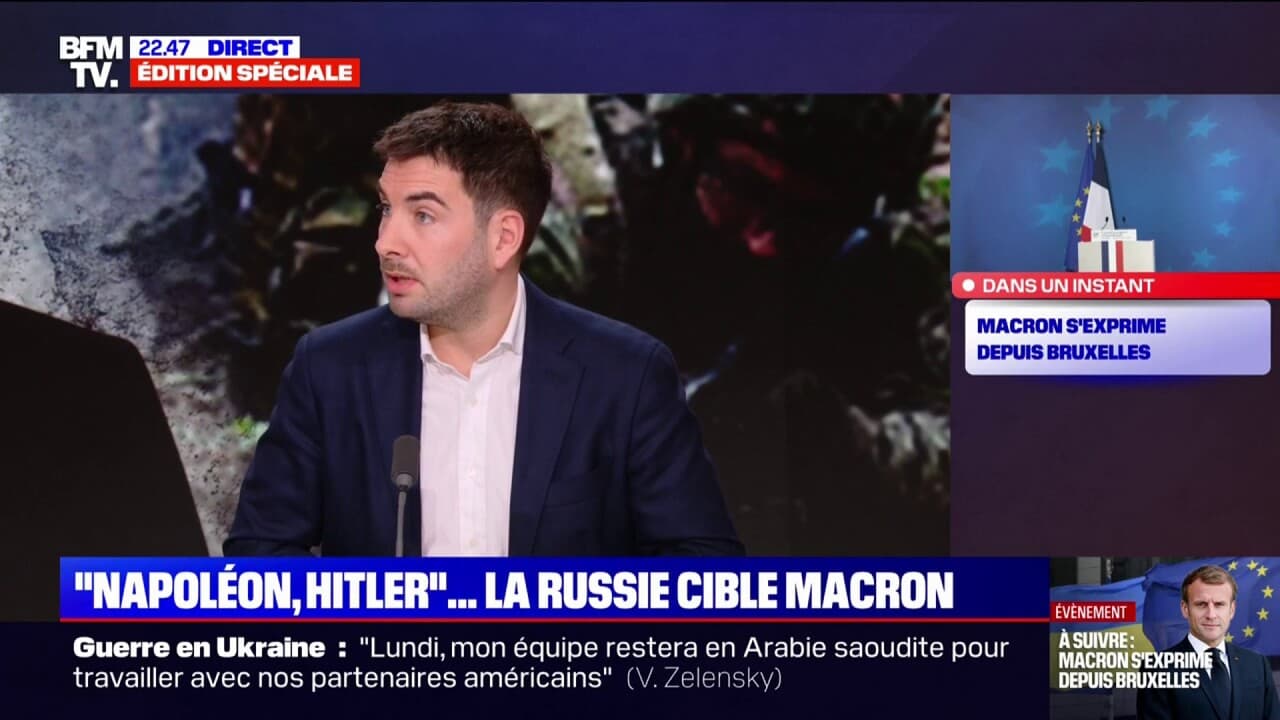 BFM
TV.
22.47 DIRECT
ÉDITION SPÉCIALE
DANS UN INSTANT
MACRON S'EXPRIME
DEPUIS BRUXELLES
"NAPOLÉON, HITLER"... LA RUSSIE CIBLE MACRON
Guerre en Ukraine : "Lundi, mon équipe restera en Arabie saoudite pour
travailler avec nos partenaires américains" (V. Zelensky)
ÉVÈNEMENT
À SUIVRE :
MACRON S'EXPRIME
DEPUIS BRUXELLES